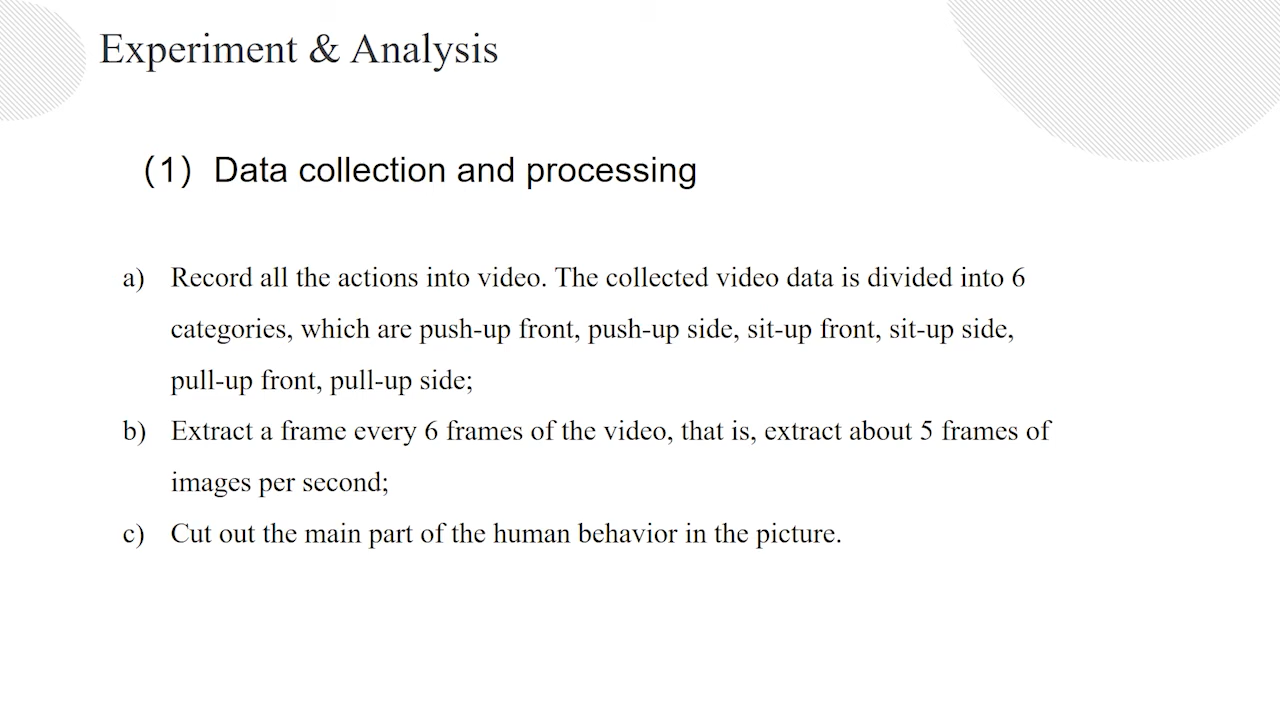 Experiment & Analysis
（1） Data collection and processing
a) Record all the actions into video. The collected video data is divided into 6
categories, which are push-up front, push-up side, sit-up front, sit-up side,
pull-up front, pull-up side;
b) Extract a frame every 6 frames of the video, that is, extract about 5 frames of
images per second;
c) Cut out the main part of the human behavior in the picture.